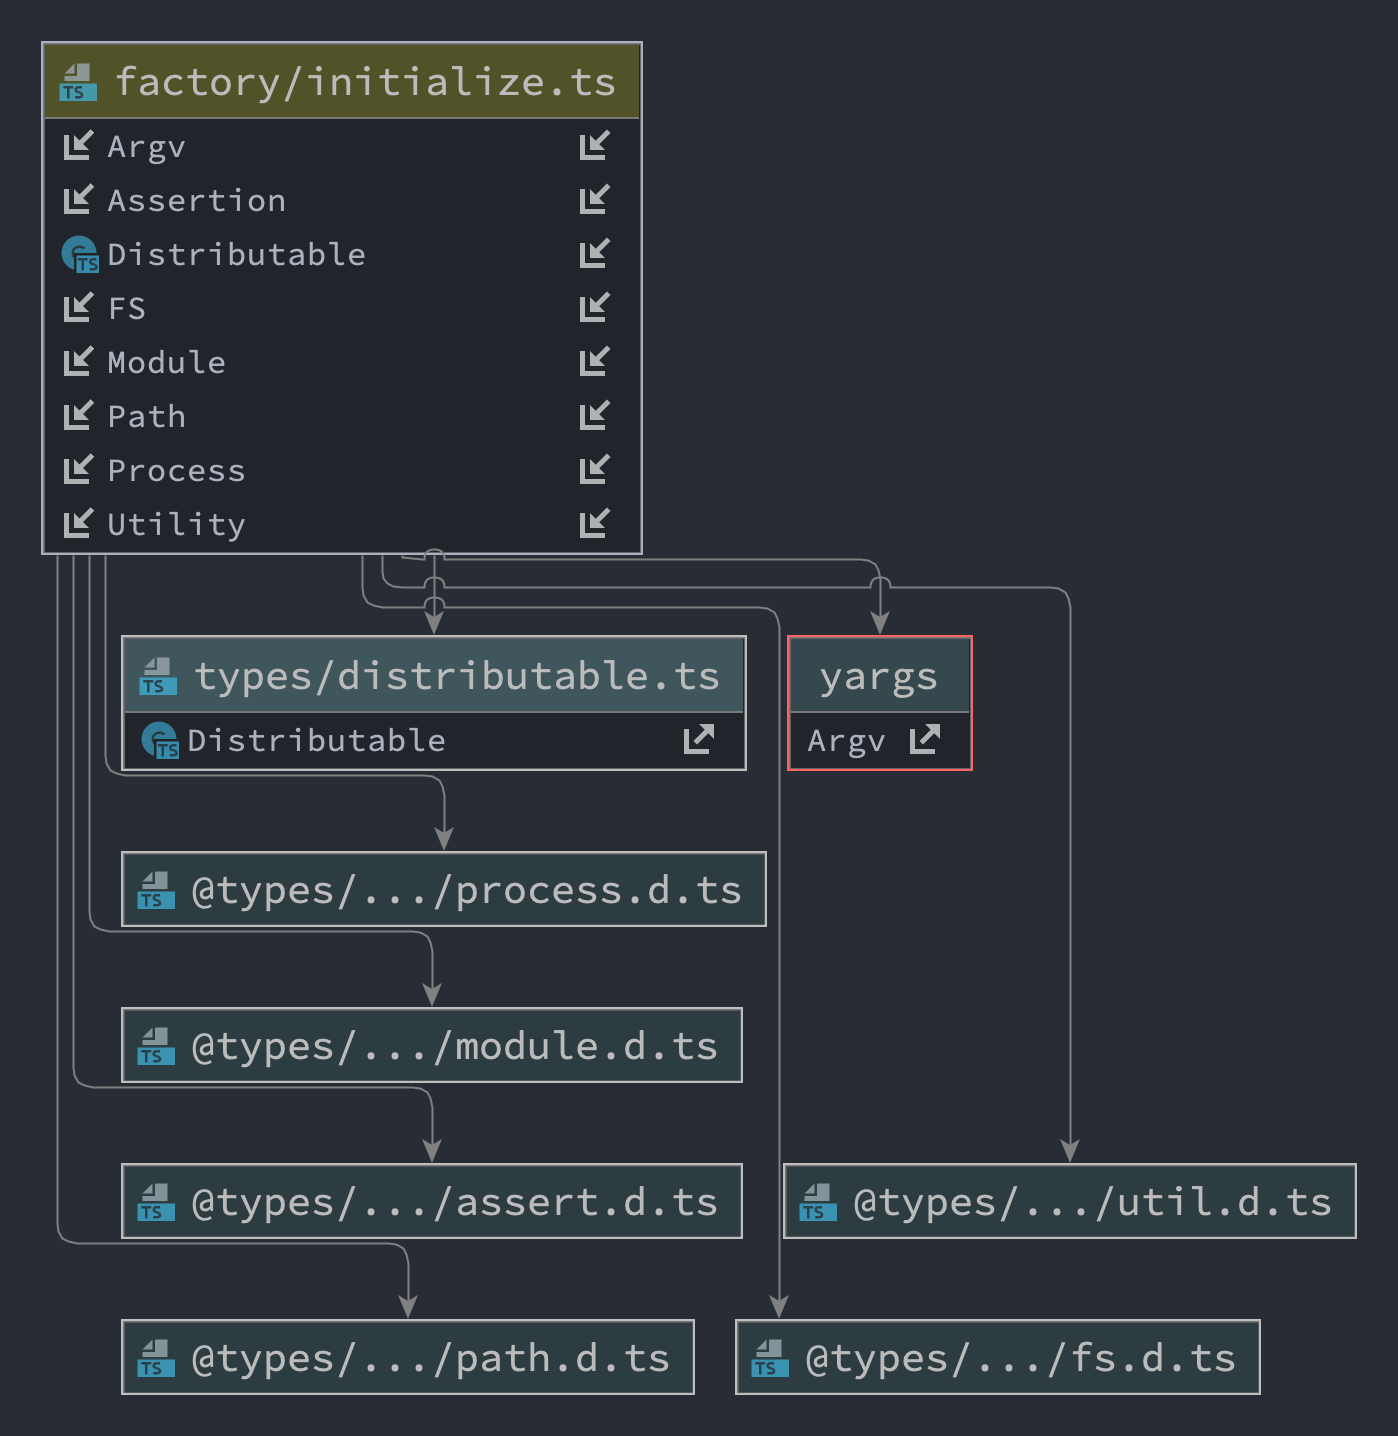 TS factory/initialize.ts
Argv
Assertion
TS Distributable
FS
Module
Path
Process
Utility
TS types/distributable.ts
TS Distributable
yargs
Argv
TS @types/.../process.d.ts
TS @types/.../module.d.ts
TS @types/.../assert.d.ts
TS @types/.../util.d.ts
TS @types/.../path.d.ts
TS @types/.../fs.d.ts